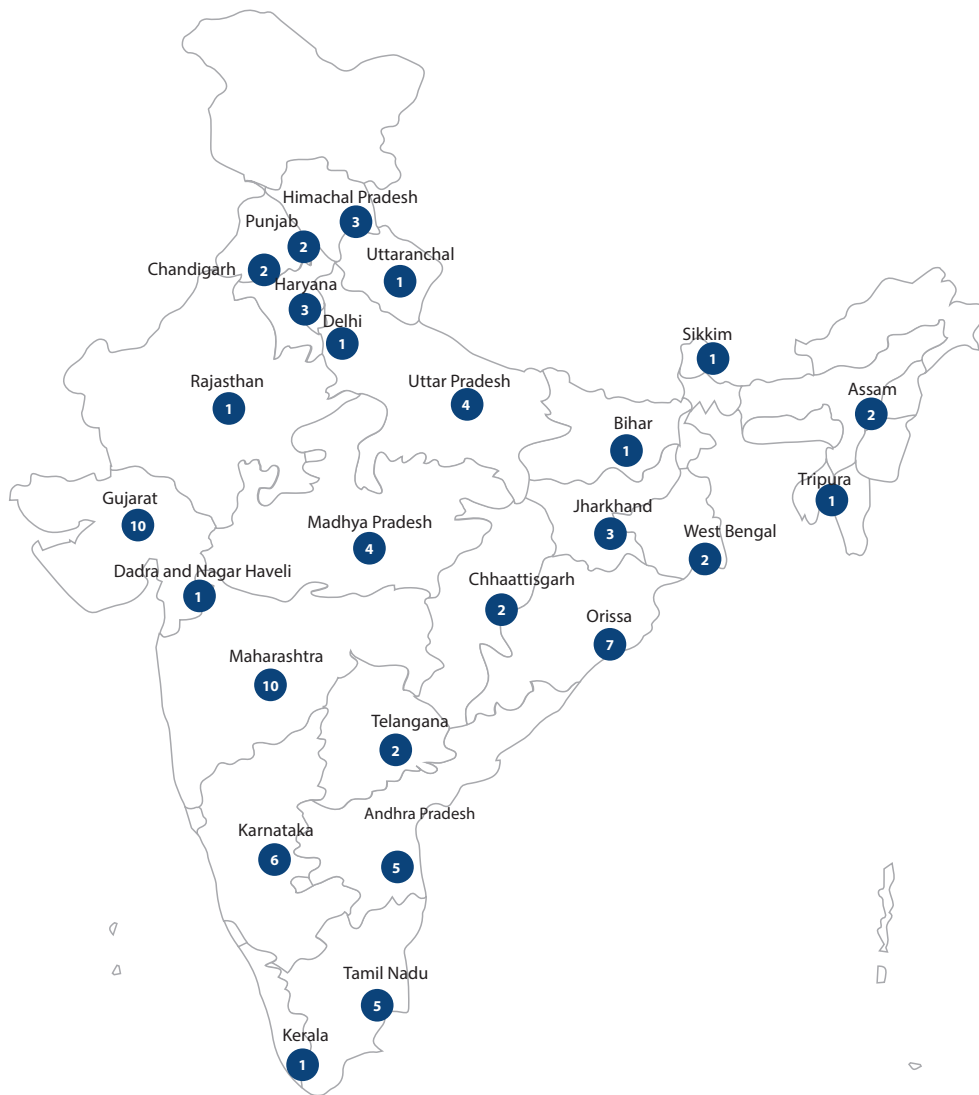 Himachal Pradesh
3
Punjab
2
Uttaranchal
1
Chandigarh
2
Haryana
3
Delhi
1
Sikkim
1
Rajasthan
1
Uttar Pradesh
4
Assam
2
Bihar
1
Tripura
1
Gujarat
10
Jharkhand
3
Madhya Pradesh
4
West Bengal
2
Dadra and Nagar Haveli
1
Chhaattisgarh
2
Orissa
7
Maharashtra
10
Telangana
2
Andhra Pradesh
5
Karnataka
6
Tamil Nadu
5
Kerala
1